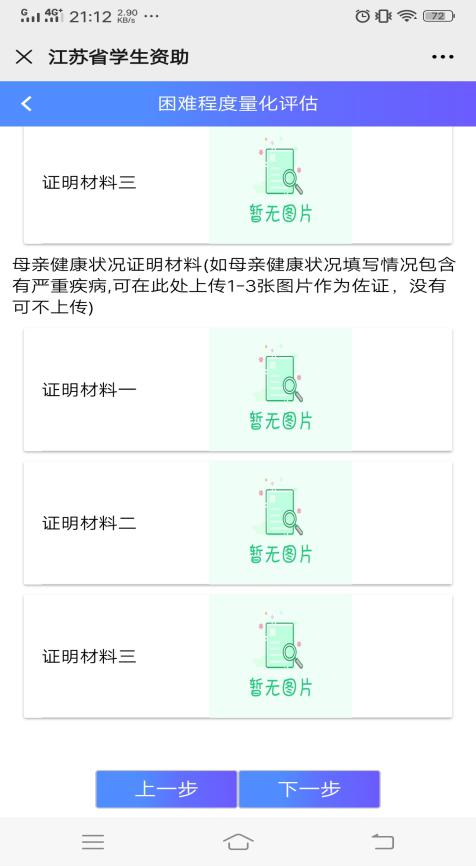 G 4G+ 21:12 2.90 KB/s ... 72
江苏省学生资助
困难程度量化评估
证明材料三
暂无图片
母亲健康状况证明材料(如母亲健康状况填写情况包含
有严重疾病,可在此处上传1-3张图片作为佐证，没有
可不上传)
证明材料一
暂无图片
证明材料二
暂无图片
证明材料三
暂无图片
上一步 下一步